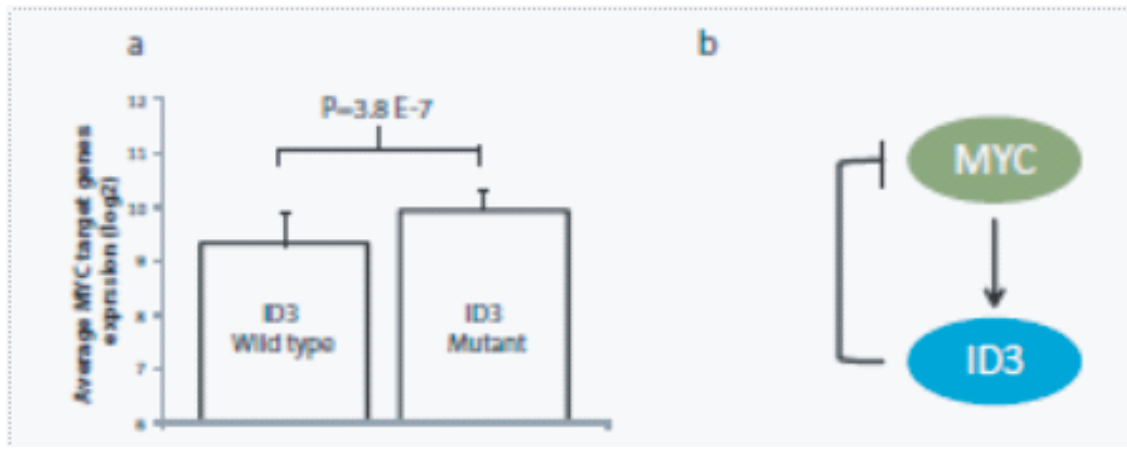 a
b
P=3.8 E-7
12
11
10
9
8
7
6
Average MYC target genes
exprssion (log2)
ID3
Wild type
ID3
Mutant
MYC
ID3